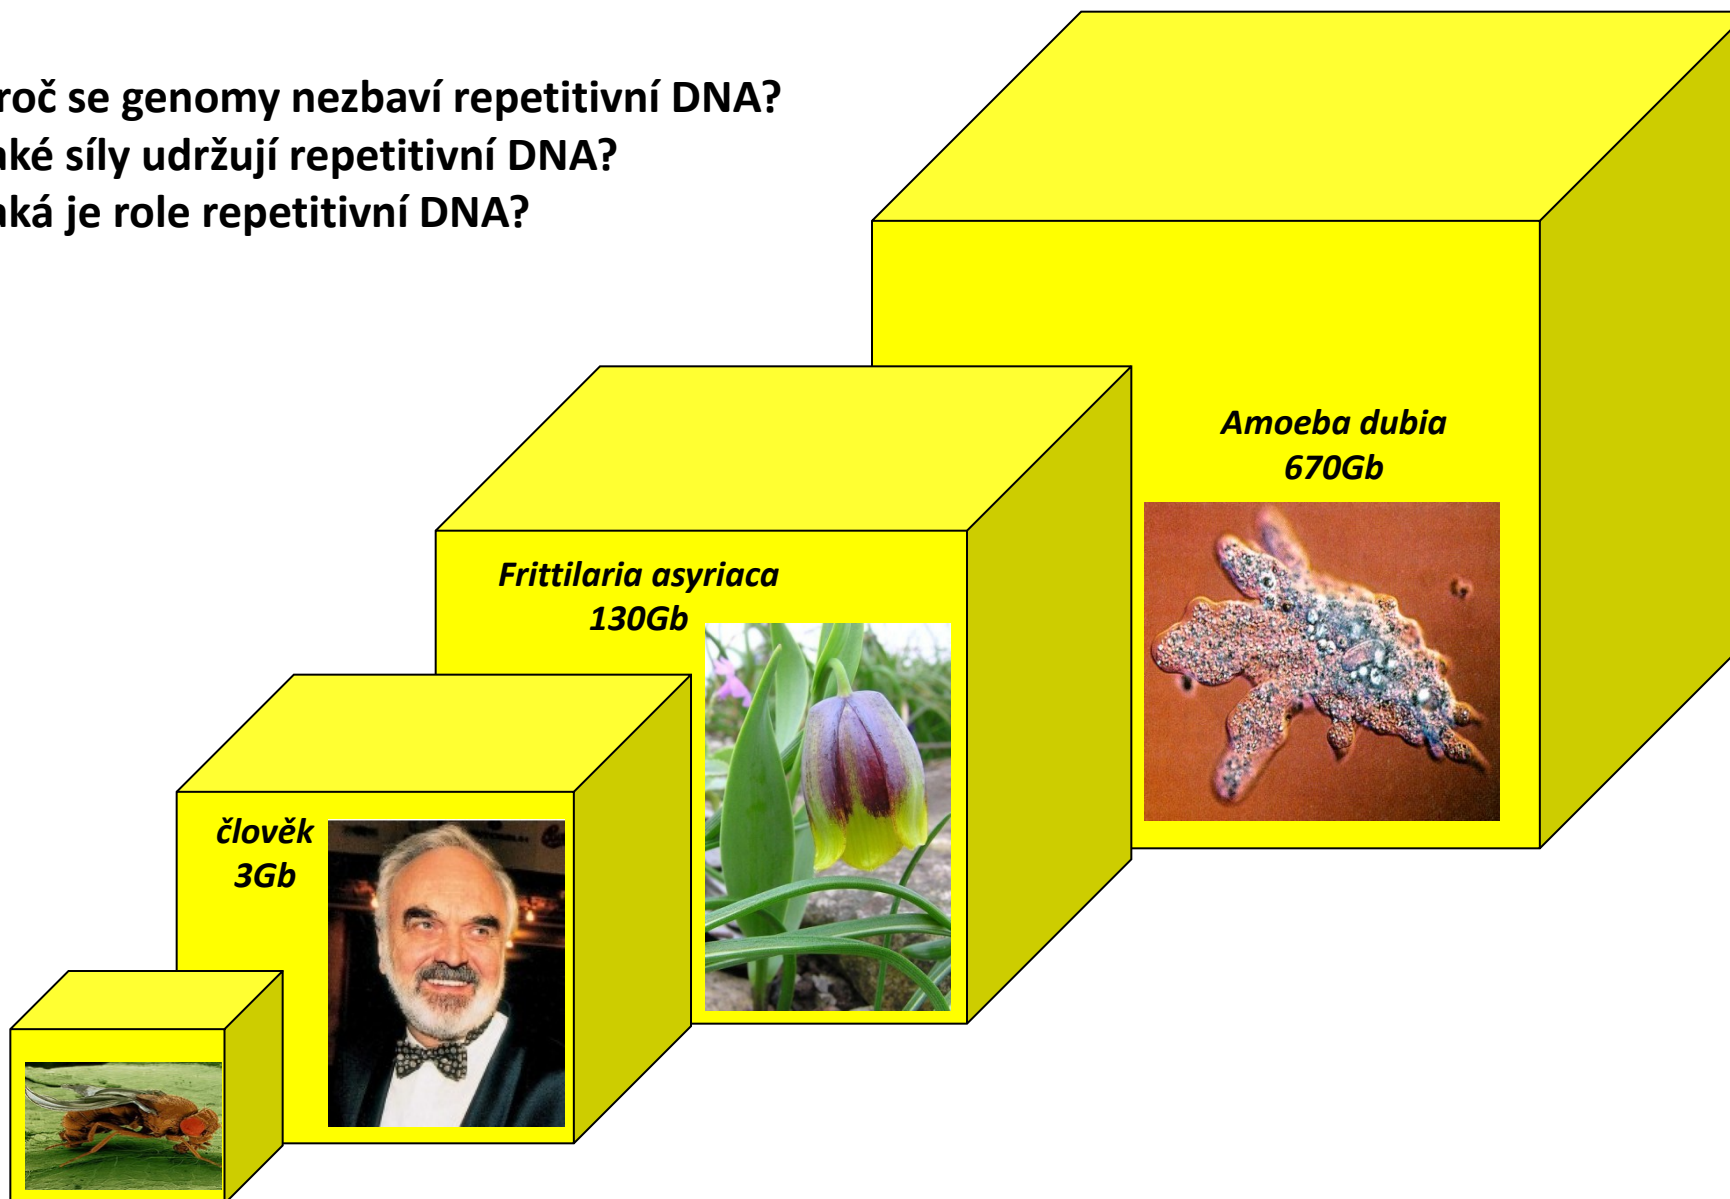 roč se genomy nezbaví repetitivní DNA?
aké síly udržují repetitivní DNA?
aká je role repetitivní DNA?
Amoeba dubia
670Gb
Frittilaria asyriaca
130Gb
člověk
3Gb